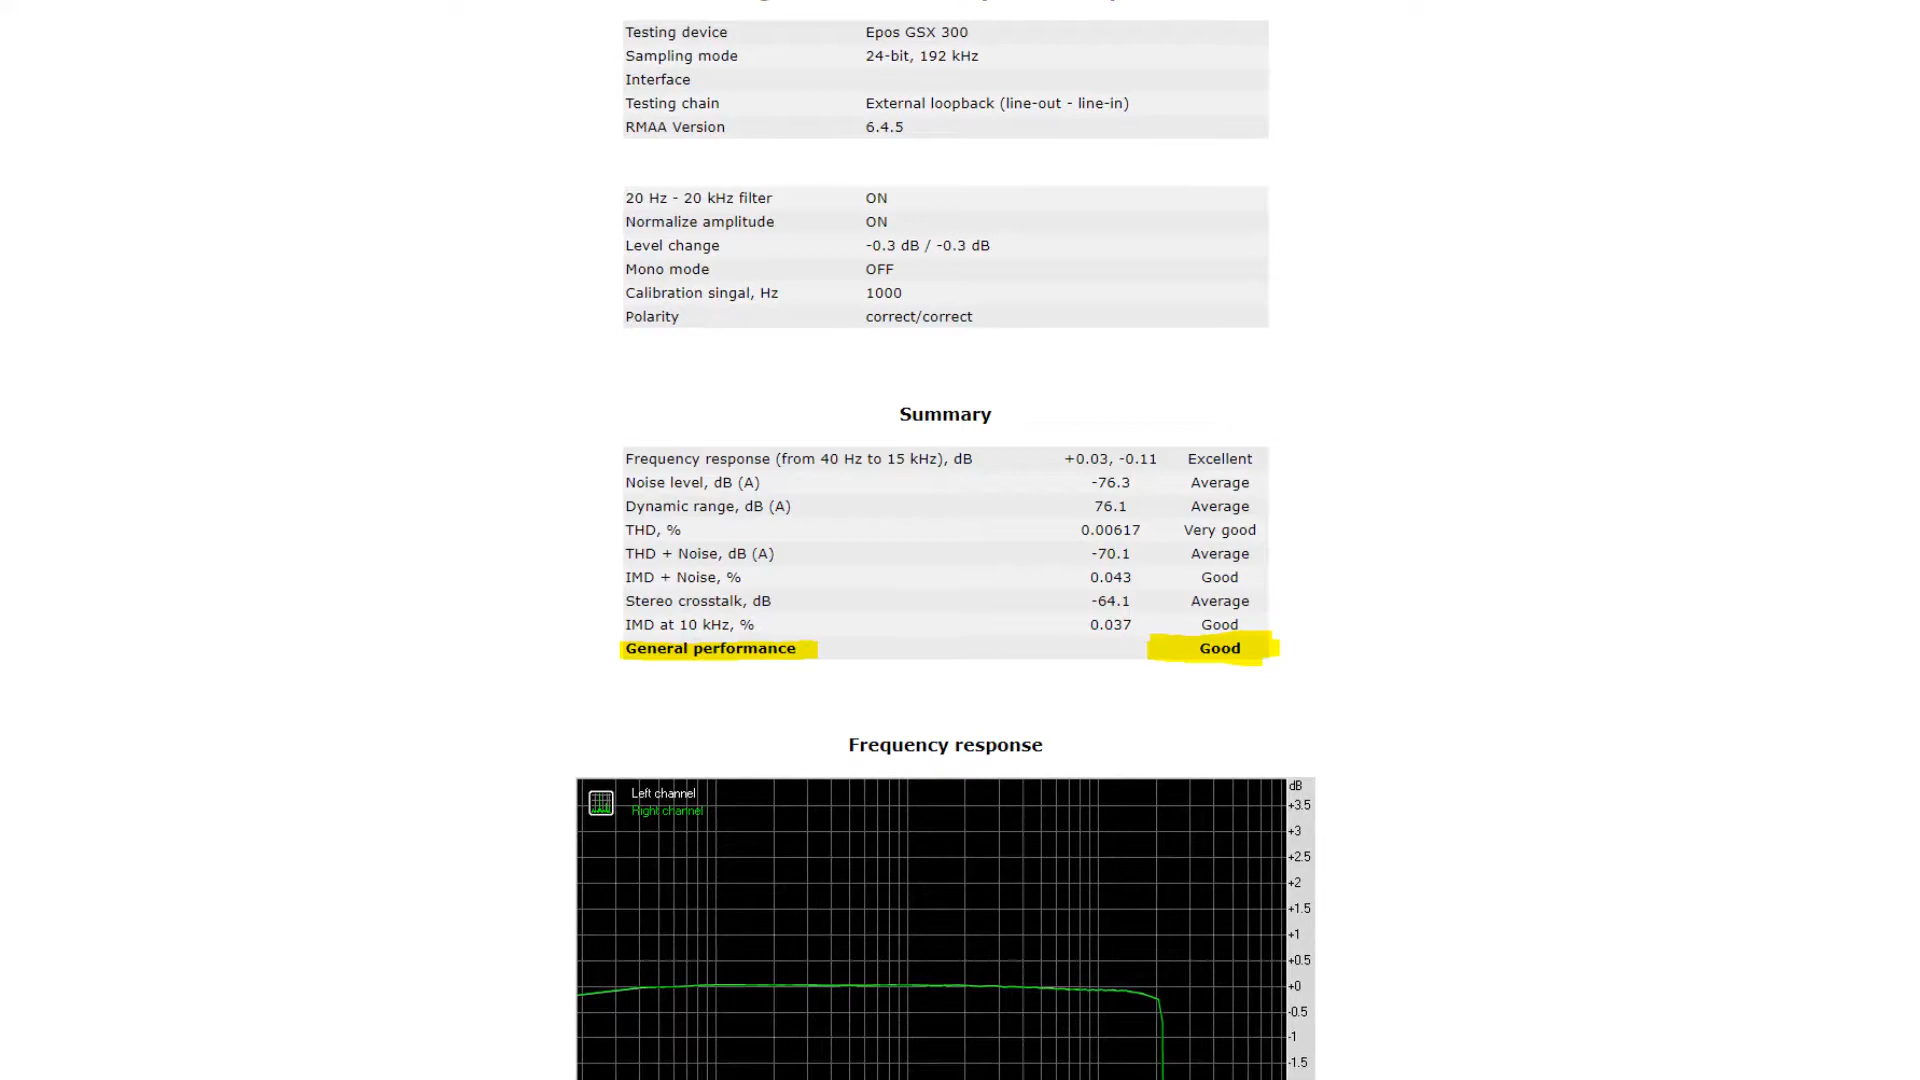 Testing device Epos GSX 300
Sampling mode 24-bit, 192 kHz
Interface
Testing chain External loopback (line-out - line-in)
RMAA Version 6.4.5
20 Hz - 20 kHz filter ON
Normalize amplitude ON
Level change -0.3 dB / -0.3 dB
Mono mode OFF
Calibration singal, Hz 1000
Polarity correct/correct
Summary
Frequency response (from 40 Hz to 15 kHz), dB +0.03, -0.11 Excellent
Noise level, dB (A) -76.3 Average
Dynamic range, dB (A) 76.1 Average
THD, % 0.00617 Very good
THD + Noise, dB (A) -70.1 Average
IMD + Noise, % 0.043 Good
Stereo crosstalk, dB -64.1 Average
IMD at 10 kHz, % 0.037 Good
General performance Good
Frequency response
dB
Left channel
Right channel
+3.5
+3
+2.5
+2
+1.5
+1
+0.5
+0
-0.5
-1
-1.5